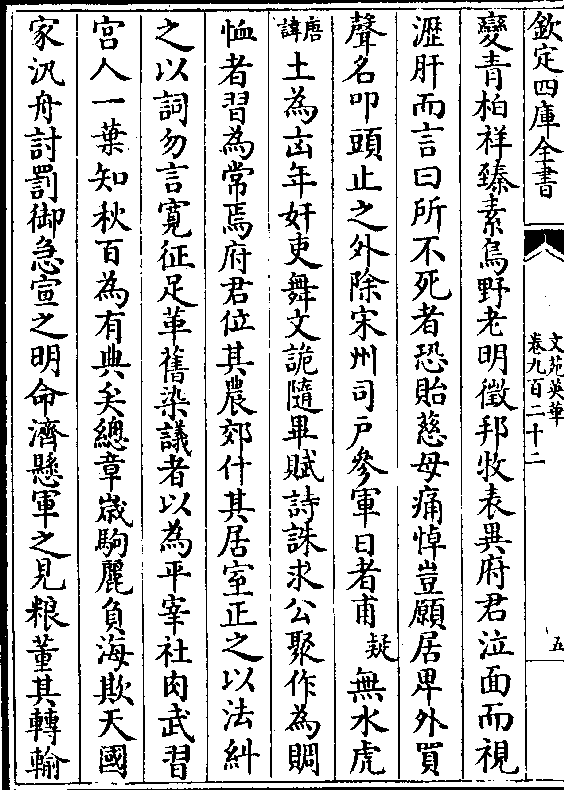 欽定四庫全書
文苑英華
卷九百二十二
五
變青柏祥臻素烏野老明徵邦牧表異府君泣面而視
瀝肝而言曰所不死者恐貽慈母痛悼豈願居卑外買
聲名叩頭止之外除宋州司戶參軍日者甫疑無水虎
唐諱土為凶年奸吏舞文詭隨畢賦詩誅求公聚作為賙
恤者習為常焉府君位其農郊什其居室正之以法糾
之以詞勿言寛征足革舊染議者以為平宰社肉武習
宫人一葉知秋百為有典矣總章嵗駒麗負海欺天國
家汎舟討罰御急宣之明命濟懸軍之見粮董其轉輸